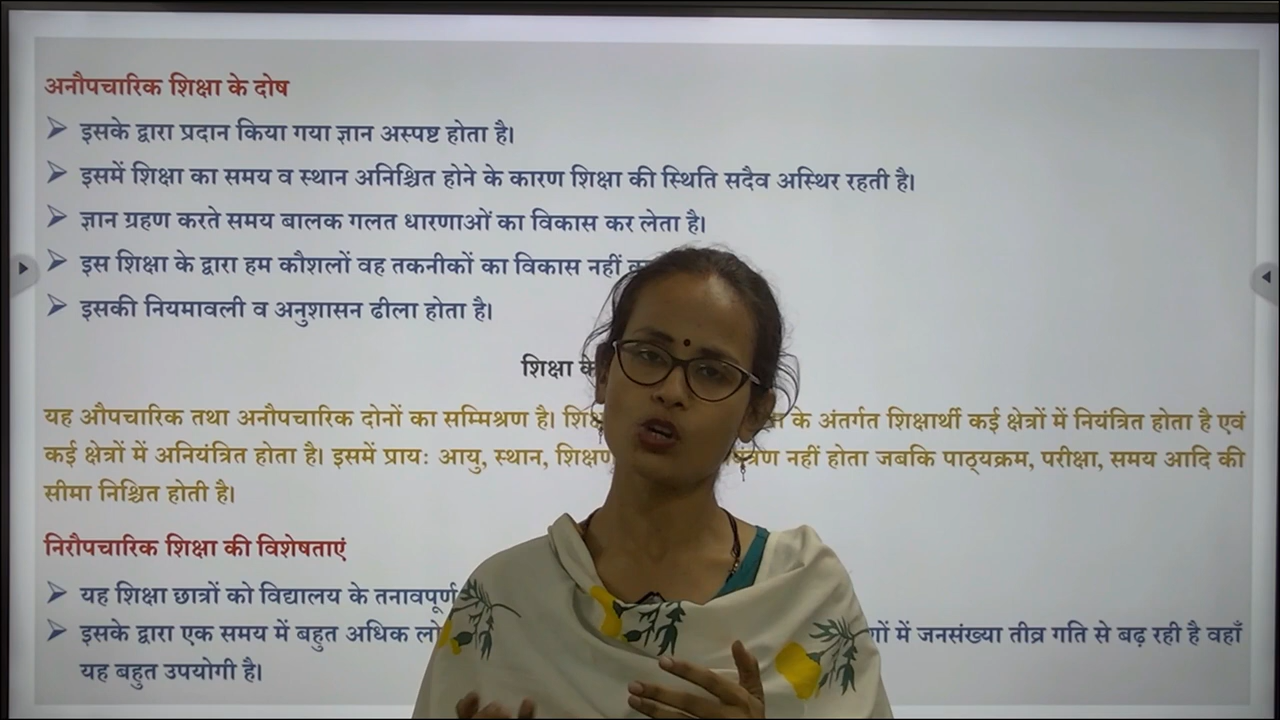 अनौपचारिक शिक्षा के दोष
➢ इसके द्वारा प्रदान किया गया ज्ञान अस्पष्ट होता है।
➢ इसमें शिक्षा का समय व स्थान अनिश्चित होने के कारण शिक्षा की स्थिति सदैव अस्थिर रहती है।
➢ ज्ञान ग्रहण करते समय बालक गलत धारणाओं का विकास कर लेता है।
➢ इस शिक्षा के द्वारा हम कौशलों वह तकनीकों का विकास नहीं
➢ इसकी नियमावली व अनुशासन ढीला होता है।
शिक्षा के
यह औपचारिक तथा अनौपचारिक दोनों का सम्मिश्रण है। के अंतर्गत शिक्षार्थी कई क्षेत्रों में नियंत्रित होता है एवं
कई क्षेत्रों में अनियंत्रित होता है। इसमें प्रायः आयु, स्थान, नहीं होता जबकि पाठ्यक्रम, परीक्षा, समय आदि की
सीमा निश्चित होती है।
निरौपचारिक शिक्षा की विशेषताएं
➢ यह शिक्षा छात्रों को विद्यालय के तनावपूर्ण
➢ इसके द्वारा एक समय में बहुत अधिक में जनसंख्या तीव्र गति से बढ़ रही है वहाँ
यह बहुत उपयोगी है।